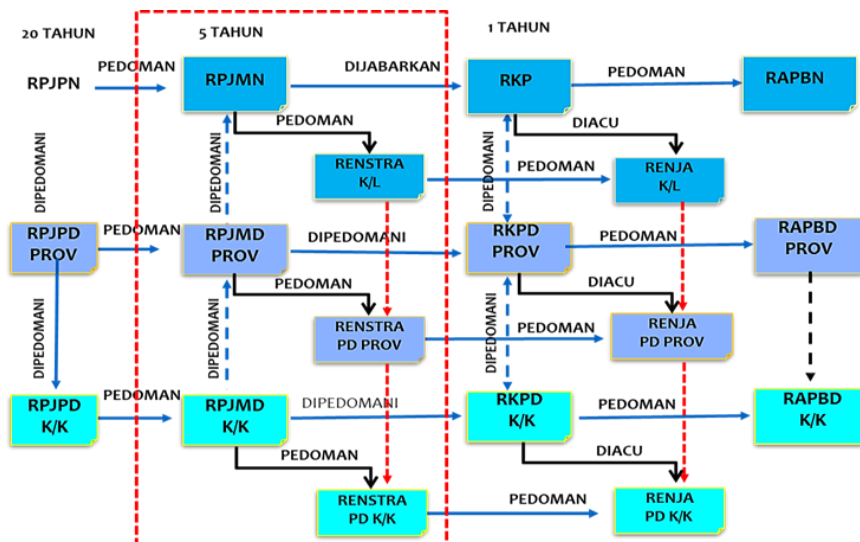 20 TAHUN
5 TAHUN
1 TAHUN
RPJPN
PEDOMAN
RPJMN
DIJABARKAN
RKP
PEDOMAN
RAPBN
PEDOMAN
DIACU
DIPEDOMANI
DIPEDOMANI
DIPEDOMANI
RENSTRA
K/L
PEDOMAN
RENJA
K/L
RPJPD
PROV
PEDOMAN
RPJMD
PROV
DIPEDOMANI
RKPD
PROV
PEDOMAN
RAPBD
PROV
PEDOMAN
DIACU
DIPEDOMANI
DIPEDOMANI
DIPEDOMANI
RENSTRA
PD PROV
PEDOMAN
RENJA
PD PROV
RPJPD
K/K
PEDOMAN
RPJMD
K/K
DIPEDOMANI
RKPD
K/K
PEDOMAN
RAPBD
K/K
PEDOMAN
DIACU
RENSTRA
PD K/K
PEDOMAN
RENJA
PD K/K